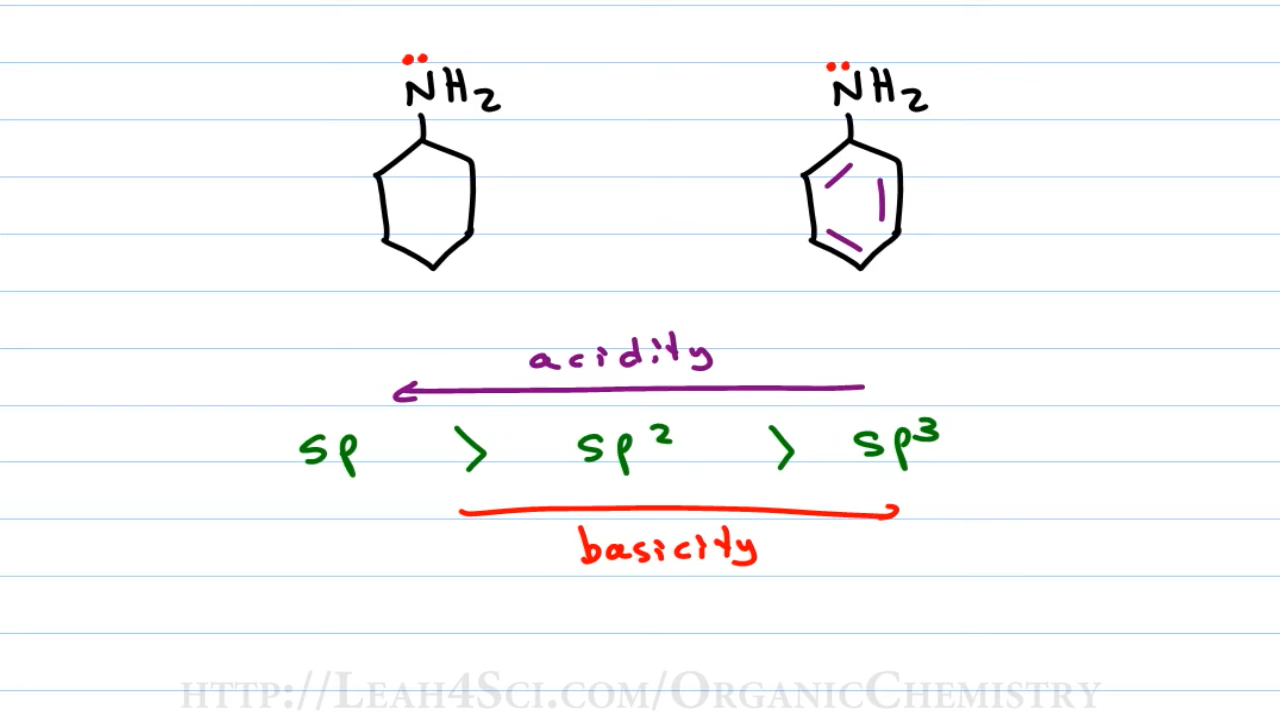 NH₂ NH₂
acidity
sp > sp² > sp³
basicity
HTTP://LEAH4SCI.COM/ORGANICCHEMISTRY